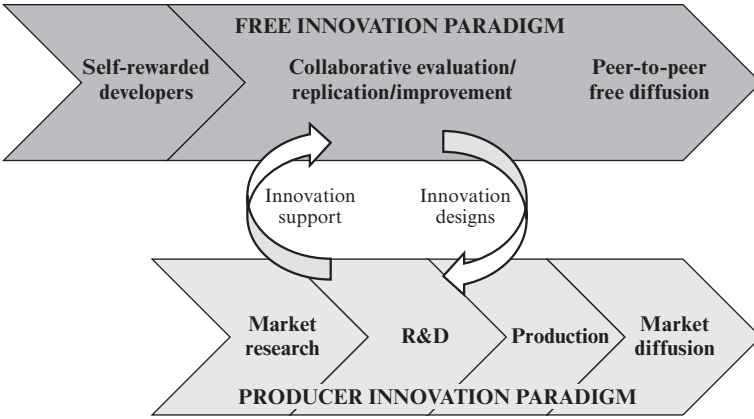 FREE INNOVATION PARADIGM
Self-rewarded
developers
Collaborative evaluation/
replication/improvement
Peer-to-peer
free diffusion
Innovation
support
Innovation
designs
Market
research
R&D
Production
Market
diffusion
PRODUCER INNOVATION PARADIGM